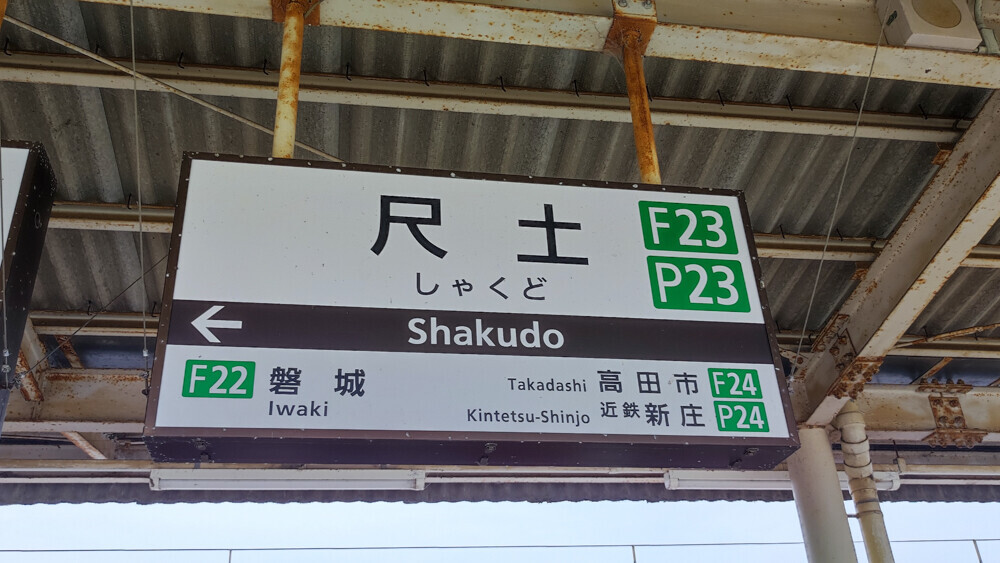 尺土
しゃくど
F23
P23
← Shakudo
F22 磐城
Iwaki
Takadashi 高田市 F24
Kintetsu-Shinjo 近鉄新庄 P24